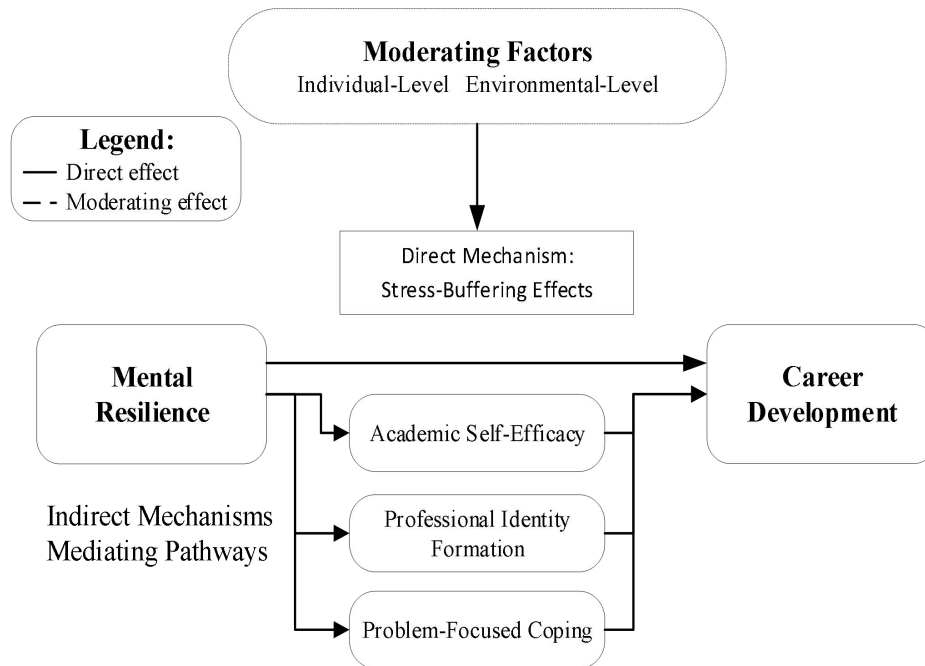 Moderating Factors
Individual-Level Environmental-Level
Legend:
Direct effect
Moderating effect
Direct Mechanism:
Stress-Buffering Effects
Mental
Resilience
Career
Development
Academic Self-Efficacy
Indirect Mechanisms
Mediating Pathways
Professional Identity
Formation
Problem-Focused Coping